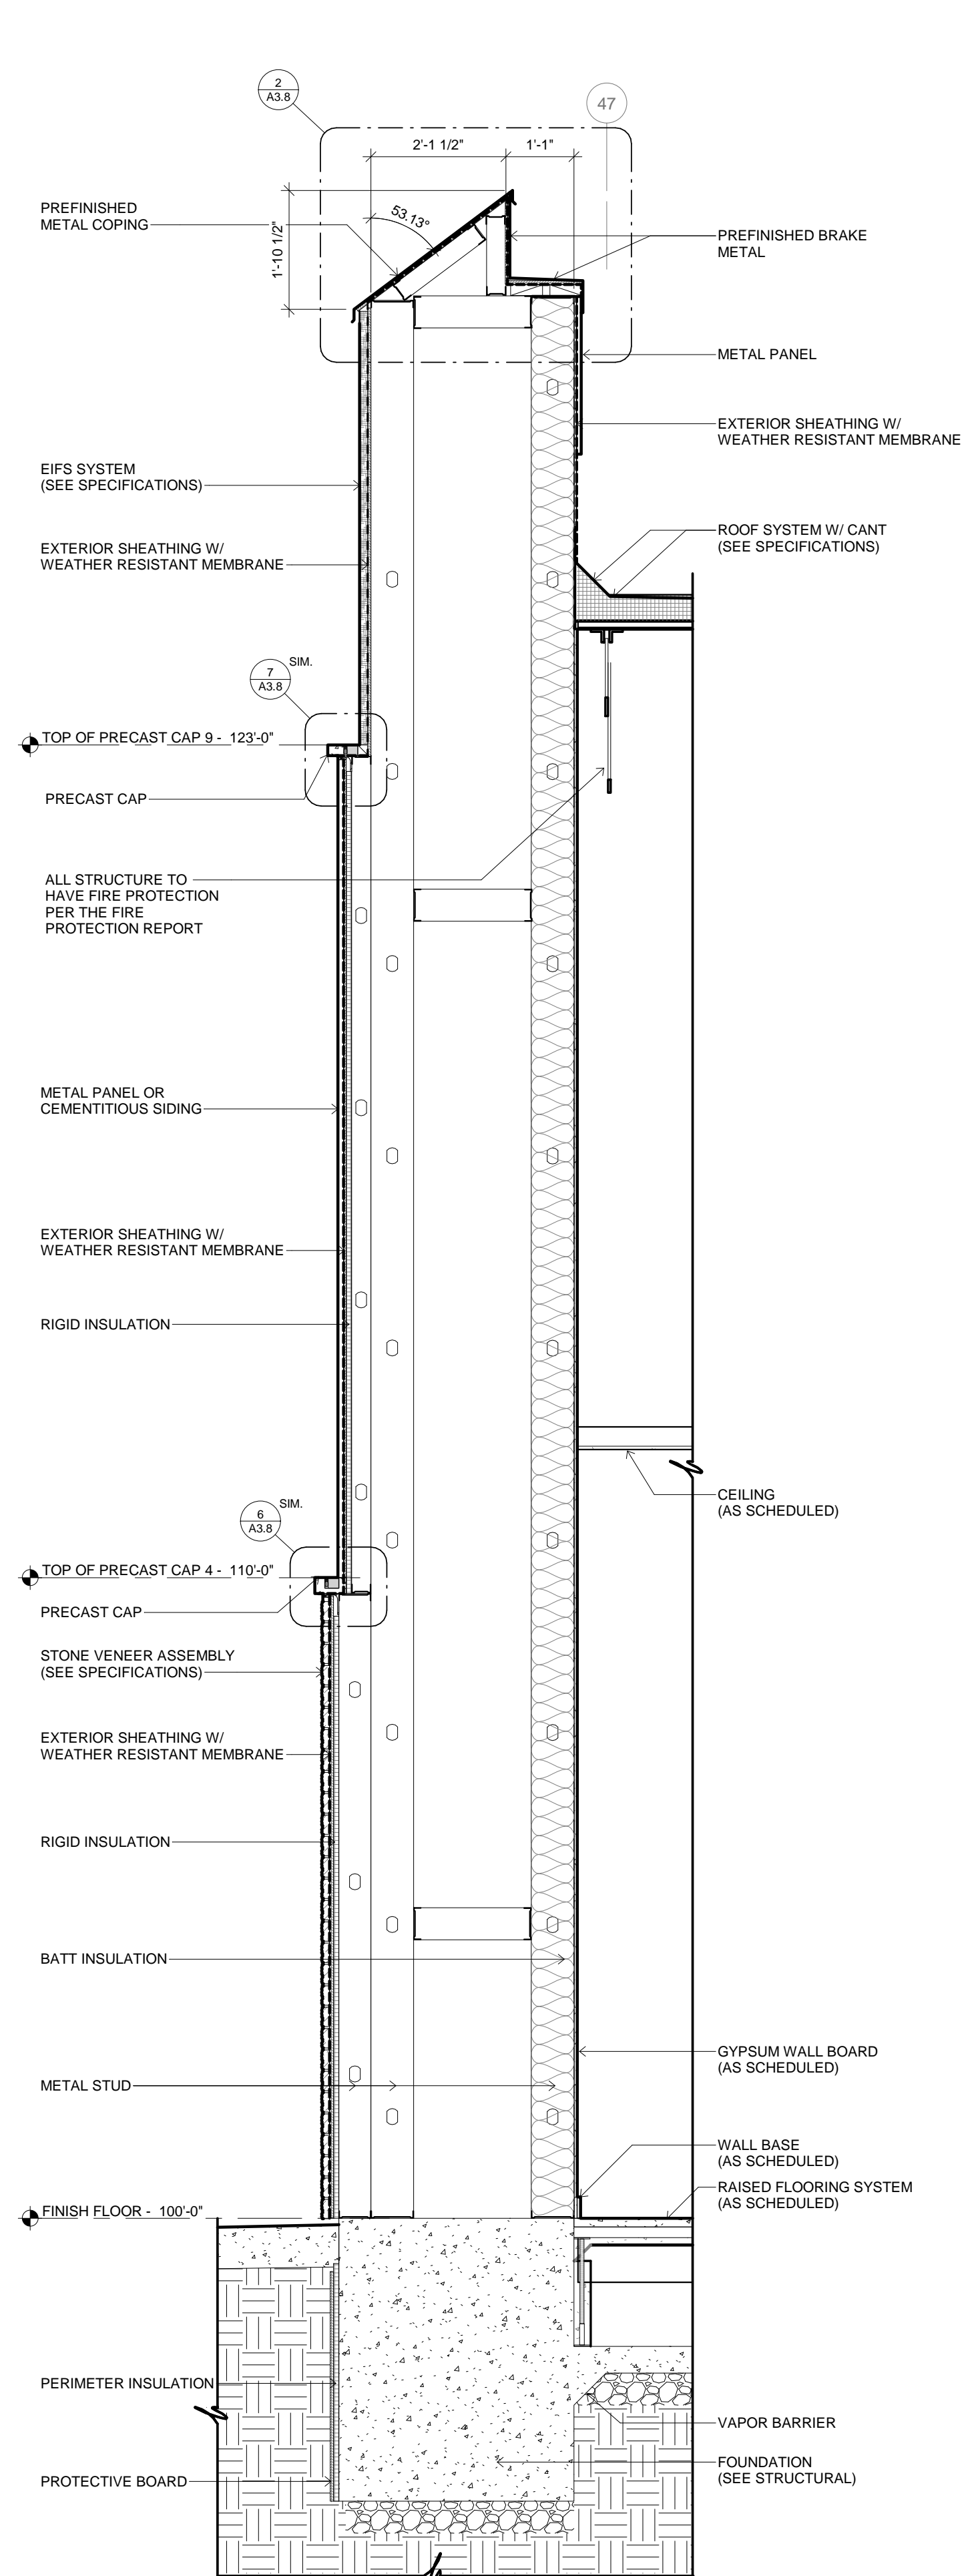 2
A3.8
47
2'-1 1/2"
1'-1"
53.13°
1'-10 1/2"
PREFINISHED
METAL COPING
PREFINISHED BRAKE
METAL
METAL PANEL
EXTERIOR SHEATHING W/
WEATHER RESISTANT MEMBRANE
EIFS SYSTEM
(SEE SPECIFICATIONS)
ROOF SYSTEM W/ CANT
(SEE SPECIFICATIONS)
EXTERIOR SHEATHING W/
WEATHER RESISTANT MEMBRANE
7
A3.8
SIM.
TOP OF PRECAST CAP 9 - 123'-0"
PRECAST CAP
ALL STRUCTURE TO
HAVE FIRE PROTECTION
PER THE FIRE
PROTECTION REPORT
METAL PANEL OR
CEMENTITIOUS SIDING
EXTERIOR SHEATHING W/
WEATHER RESISTANT MEMBRANE
RIGID INSULATION
CEILING
(AS SCHEDULED)
6
A3.8
SIM.
TOP OF PRECAST CAP 4 - 110'-0"
PRECAST CAP
STONE VENEER ASSEMBLY
(SEE SPECIFICATIONS)
EXTERIOR SHEATHING W/
WEATHER RESISTANT MEMBRANE
RIGID INSULATION
BATT INSULATION
GYPSUM WALL BOARD
(AS SCHEDULED)
METAL STUD
WALL BASE
(AS SCHEDULED)
RAISED FLOORING SYSTEM
(AS SCHEDULED)
FINISH FLOOR - 100'-0"
PERIMETER INSULATION
VAPOR BARRIER
FOUNDATION
(SEE STRUCTURAL)
PROTECTIVE BOARD